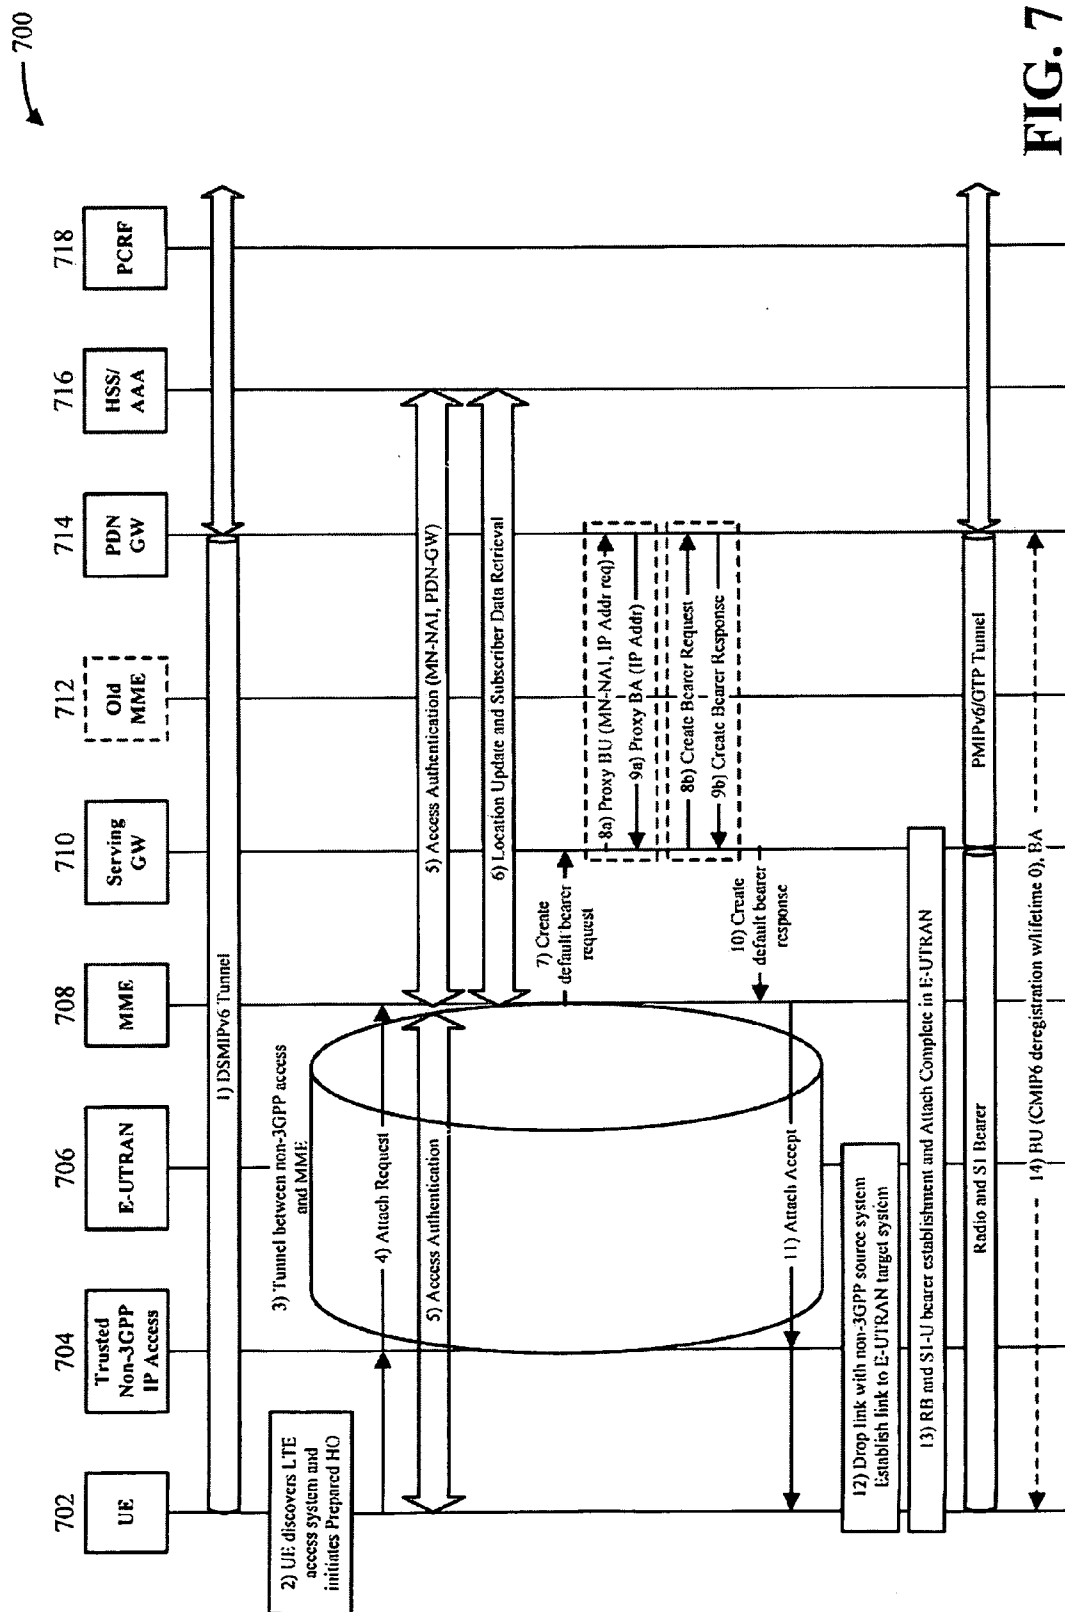 700
702
704
706
708
710
712
714
716
718
UE
Trusted
Non-3GPP
IP Access
E-UTRAN
MME
Serving
GW
Old
MME
PDN
GW
HSS/
AAA
PCRF
1) DSMIPv6 Tunnel
2) UE discovers LTE
access system and
initiates Prepared HO
3) Tunnel between non-3GPP access
and MME
4) Attach Request
5) Access Authentication
5) Access Authentication (MN-NAI, PDN-GW)
6) Location Update and Subscriber Data Retrieval
7) Create
default bearer
request
8a) Proxy BU (MN-NAI, IP Addr req)
9a) Proxy BA (IP Addr)
8b) Create Bearer Request
9b) Create Bearer Response
10) Create
default bearer
response
11) Attach Accept
12) Drop link with non-3GPP source system
Establish link to E-UTRAN target system
13) RB and S1-U bearer establishment and Attach Complete in E-UTRAN
Radio and S1 Bearer
PMIPv6/GTP Tunnel
14) BU (CMIP6 deregistration w/lifetime 0), BA
FIG. 7